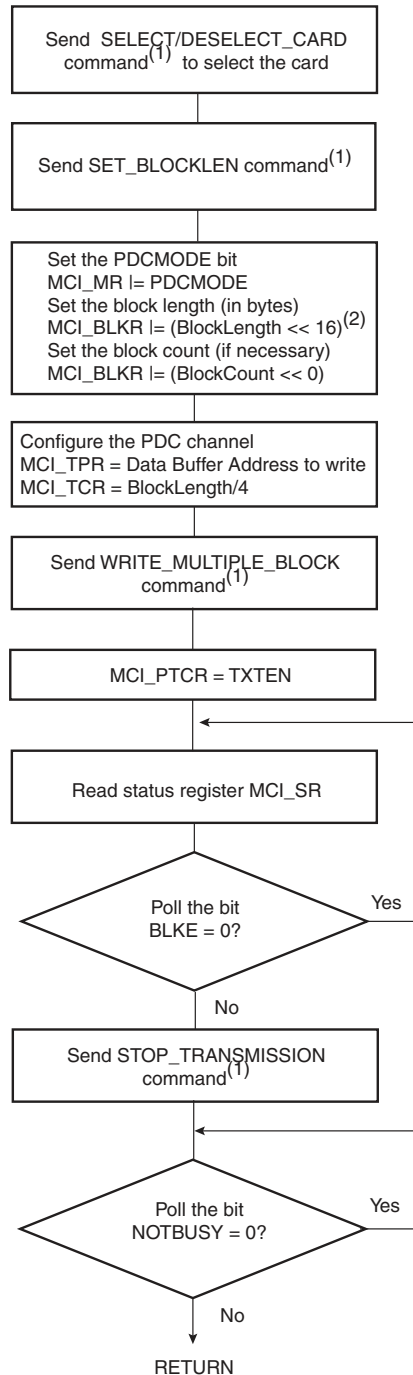 Send SELECT/DESELECT_CARD
command(1) to select the card
Send SET_BLOCKLEN command(1)
Set the PDCMODE bit
MCI_MR |= PDCMODE
Set the block length (in bytes)
MCI_BLKR |= (BlockLength << 16)(2)
Set the block count (if necessary)
MCI_BLKR |= (BlockCount << 0)
Configure the PDC channel
MCI_TPR = Data Buffer Address to write
MCI_TCR = BlockLength/4
Send WRITE_MULTIPLE_BLOCK
command(1)
MCI_PTCR = TXTEN
Read status register MCI_SR
Poll the bit
BLKE = 0?
Yes
No
Send STOP_TRANSMISSION
command(1)
Poll the bit
NOTBUSY = 0?
Yes
No
RETURN